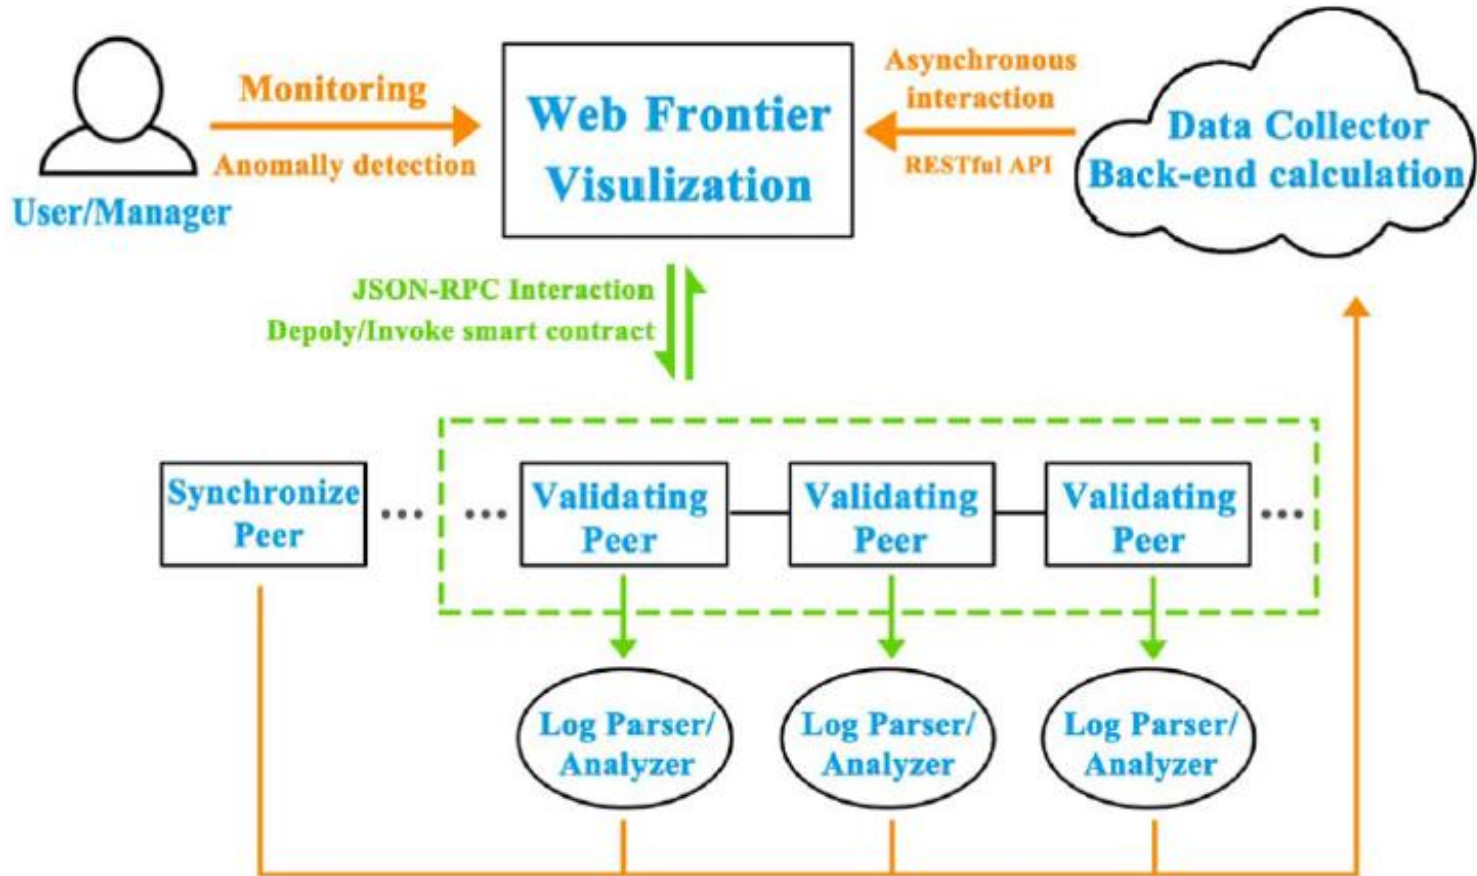 Monitoring
Anomally detection
User/Manager
Web Frontier
Visulization
Asynchronous
interaction
RESTful API
Data Collector
Back-end calculation
JSON-RPC Interaction
Depoly/Invoke smart contract
Synchronize
Peer
...
...
Validating
Peer
Validating
Peer
Validating
Peer
...
Log Parser/
Analyzer
Log Parser/
Analyzer
Log Parser/
Analyzer